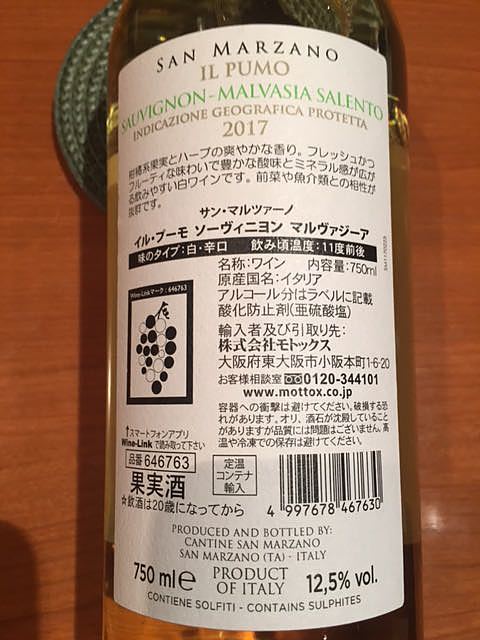 SAN MARZANO
IL PUMO
SAUVIGNON-MALVASIA SALENTO
INDICAZIONE GEOGRAFICA PROTETTA
2017
柑橘系果実とハーブの爽やかな香り。フレッシュかつ
フルーティな味わいで豊かな酸味とミネラル感が広が
る飲みやすい白ワインです。前菜や魚介類との相性が
抜群です。
サン・マルツァーノ
イル・プーモ ソーヴィニヨン マルヴァジーア
味のタイプ:白・辛口 飲み頃温度:11度前後
名称:ワイン 内容量:750ml
原産国名:イタリア
アルコール分はラベルに記載
酸化防止剤(亜硫酸塩)
輸入者及び引取り先:
株式会社モトックス
大阪府東大阪市小阪本町1-6-20
お客様相談室 0120-344101
www.mottox.co.jp
Wine-Linkマーク:646763
容器への衝撃は避けてください。破損する恐
れがあります。オリ、酒石が沈殿していること
がありますが品質には問題はございません。高
温や冷凍での保存は避けてください。
↑スマートフォンアプリ
Wine-Linkで読み取って下さい
品番 646763
定温
コンテナ
輸入
果実酒
☆飲酒は20歳になってから
4 997678 467630
PRODUCED AND BOTTLED BY:
CANTINE SAN MARZANO
SAN MARZANO (TA) - ITALY
750 ml e PRODUCT OF ITALY 12,5% vol.
CONTIENE SOLFITI - CONTAINS SULPHITES